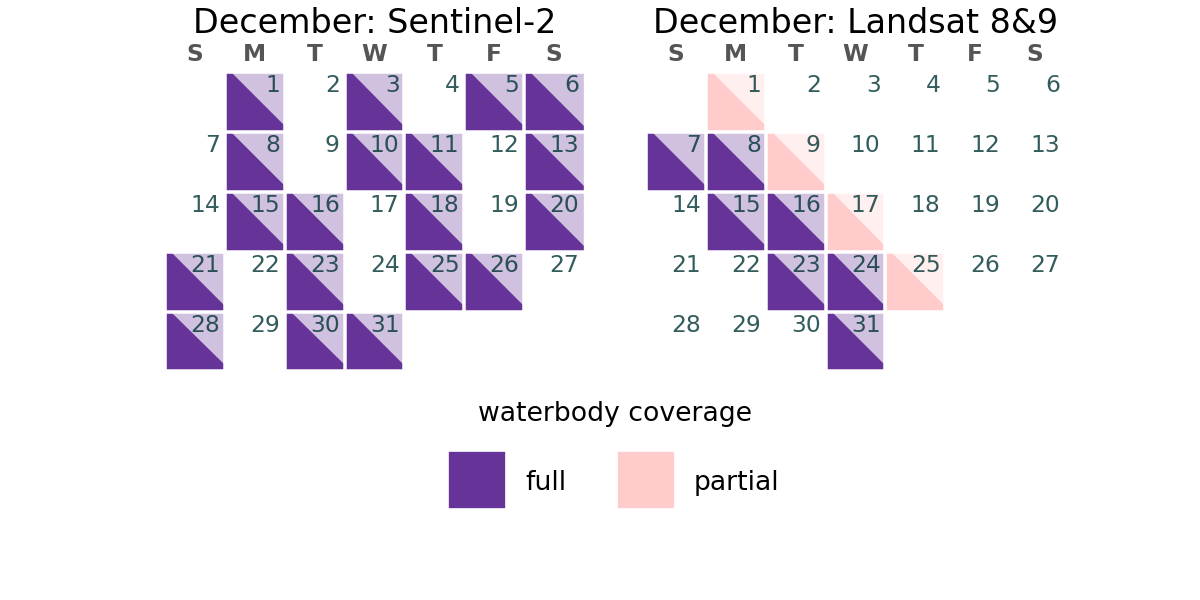 December: Sentinel-2
S M T W T F S
1 2 3 4 5 6
7 8 9 10 11 12 13
14 15 16 17 18 19 20
21 22 23 24 25 26 27
28 29 30 31
December: Landsat 8&9
S M T W T F S
1 2 3 4 5 6
7 8 9 10 11 12 13
14 15 16 17 18 19 20
21 22 23 24 25 26 27
28 29 30 31
waterbody coverage
full
partial